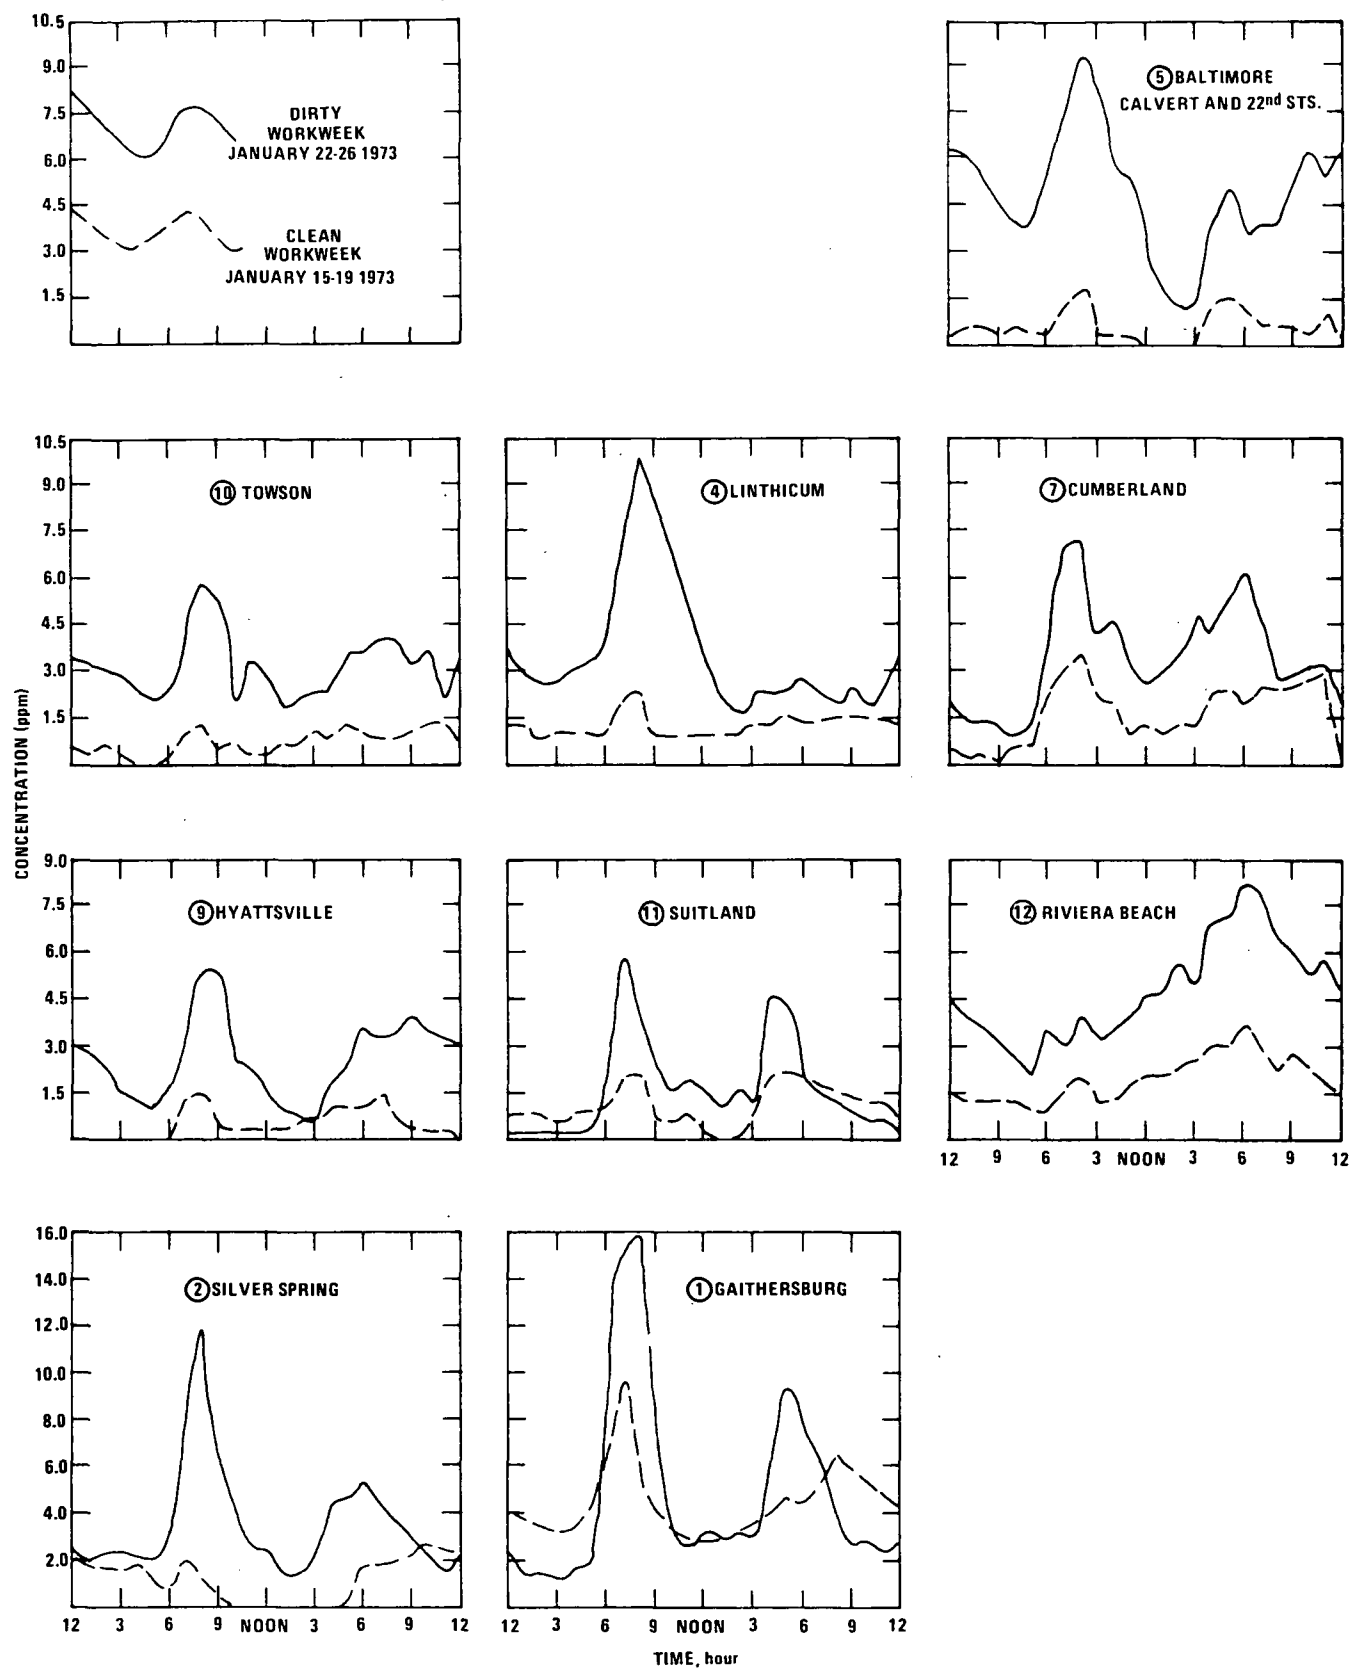 10.5
9.0
7.5
6.0
4.5
3.0
1.5
DIRTY
WORKWEEK
JANUARY 22-26 1973
CLEAN
WORKWEEK
JANUARY 15-19 1973
5 BALTIMORE
CALVERT AND 22nd STS.
CONCENTRATION (ppm)
10.5
9.0
7.5
6.0
4.5
3.0
1.5
10 TOWSON
4 LINTHICUM
7 CUMBERLAND
9.0
7.5
6.0
4.5
3.0
1.5
9 HYATTSVILLE
11 SUITLAND
12 RIVIERA BEACH
12 9 6 3 NOON 3 6 9 12
16.0
14.0
12.0
10.0
8.0
6.0
4.0
2.0
2 SILVER SPRING
1 GAITHERSBURG
12 3 6 9 NOON 3 6 9 12
12 3 6 9 NOON 3 6 9 12
TIME, hour